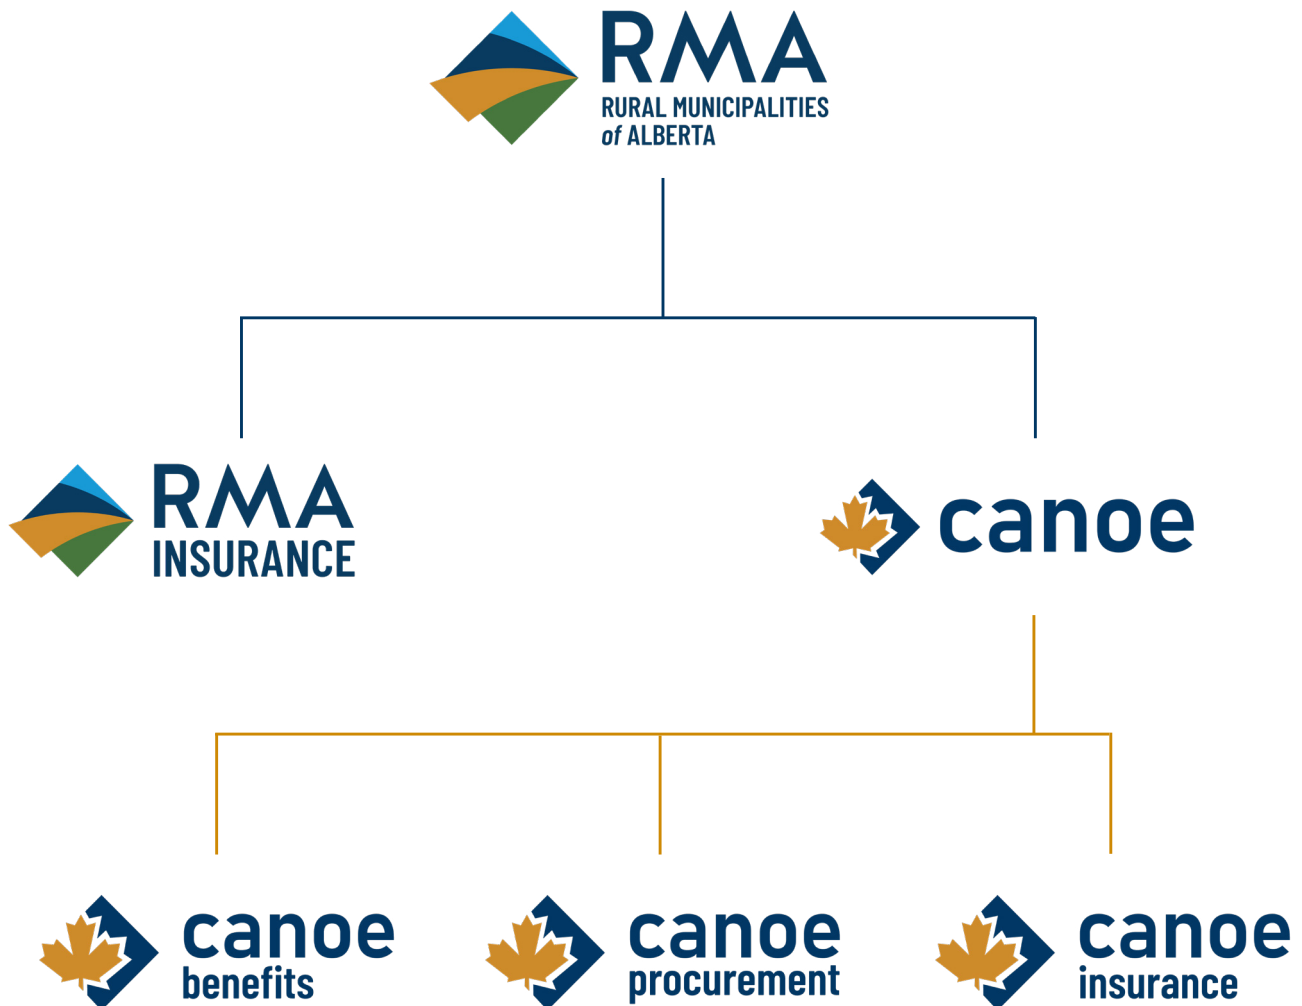 RMA
RURAL MUNICIPALITIES
of ALBERTA
RMA
INSURANCE
canoe
canoe
benefits
canoe
procurement
canoe
insurance